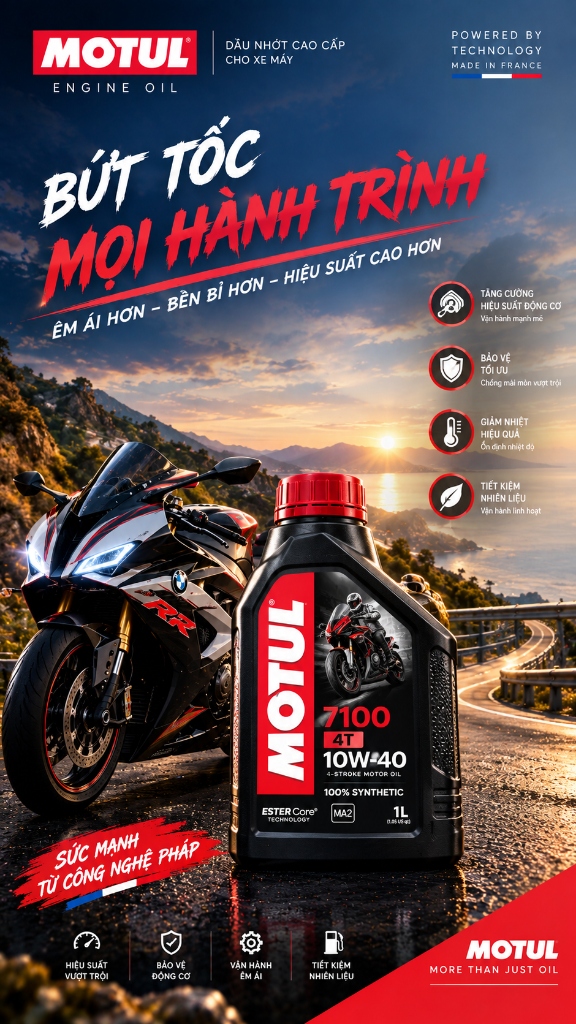 MOTUL®
ENGINE OIL
DẦU NHỚT CAO CẤP
CHO XE MÁY
POWERED BY
TECHNOLOGY
MADE IN FRANCE
BỨT TỐC
MỌI HÀNH TRÌNH
ÊM ÁI HƠN – BỀN BỈ HƠN – HIỆU SUẤT CAO HƠN
TĂNG CƯỜNG
HIỆU SUẤT ĐỘNG CƠ
Vận hành mạnh mẽ
BẢO VỆ
TỐI ƯU
Chống mài mòn vượt trội
GIẢM NHIỆT
HIỆU QUẢ
Ổn định nhiệt độ
TIẾT KIỆM
NHIÊN LIỆU
Vận hành linh hoạt
RR
MOTUL®
7100
4T
10W-40
4-STROKE MOTOR OIL
100% SYNTHETIC
ESTER Core®
TECHNOLOGY
MA2
1L
(1.05 US qt)
SỨC MẠNH
TỪ CÔNG NGHỆ PHÁP
HIỆU SUẤT
VƯỢT TRỘI
BẢO VỆ
ĐỘNG CƠ
VẬN HÀNH
ÊM ÁI
TIẾT KIỆM
NHIÊN LIỆU
MOTUL
MORE THAN JUST OIL